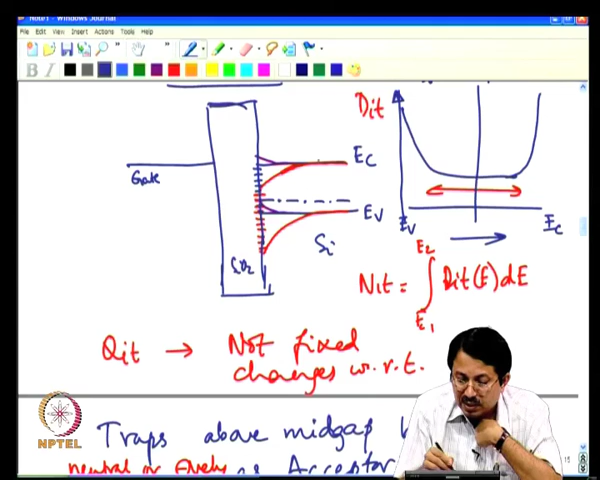 Note1 - Windows Journal
File Edit View Insert Actions Tools Help
B I
Dit
EC
Gate
EV
SiO2
Si
EV
EC
E2
Nit = ∫ Dit(E) dE
E1
Qit → Not fixed
changes w.r.t.
NPTEL
Traps above midgap
neutral or
as Acceptor
15